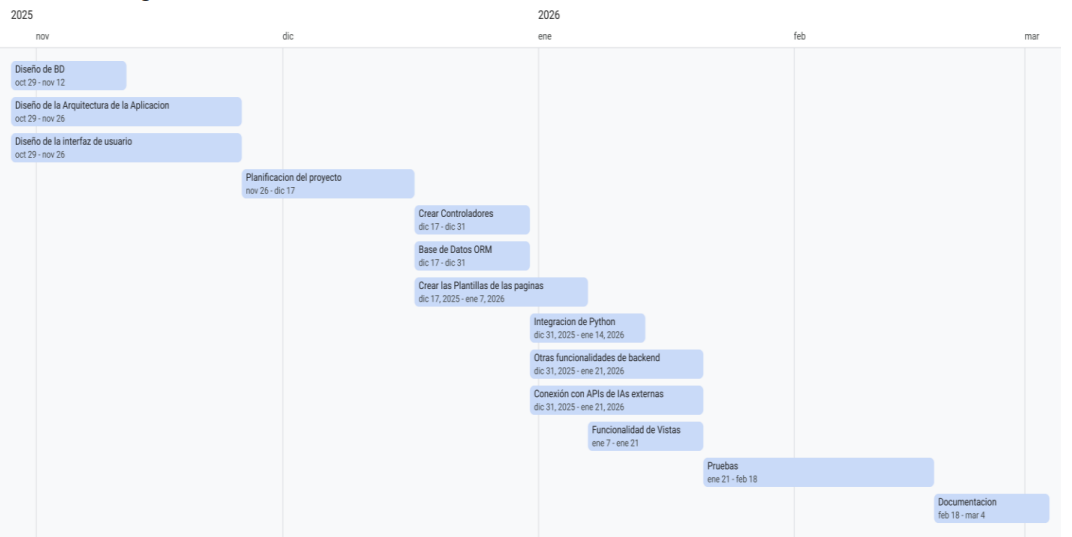 2025 2026
nov dic ene feb mar
Diseño de BD
oct 29 - nov 12
Diseño de la Arquitectura de la Aplicacion
oct 29 - nov 26
Diseño de la interfaz de usuario
oct 29 - nov 26
Planificacion del proyecto
nov 26 - dic 17
Crear Controladores
dic 17 - dic 31
Base de Datos ORM
dic 17 - dic 31
Crear las Plantillas de las paginas
dic 17, 2025 - ene 7, 2026
Integracion de Python
dic 31, 2025 - ene 14, 2026
Otras funcionalidades de backend
dic 31, 2025 - ene 21, 2026
Conexión con APIs de IAs externas
dic 31, 2025 - ene 21, 2026
Funcionalidad de Vistas
ene 7 - ene 21
Pruebas
ene 21 - feb 18
Documentacion
feb 18 - mar 4